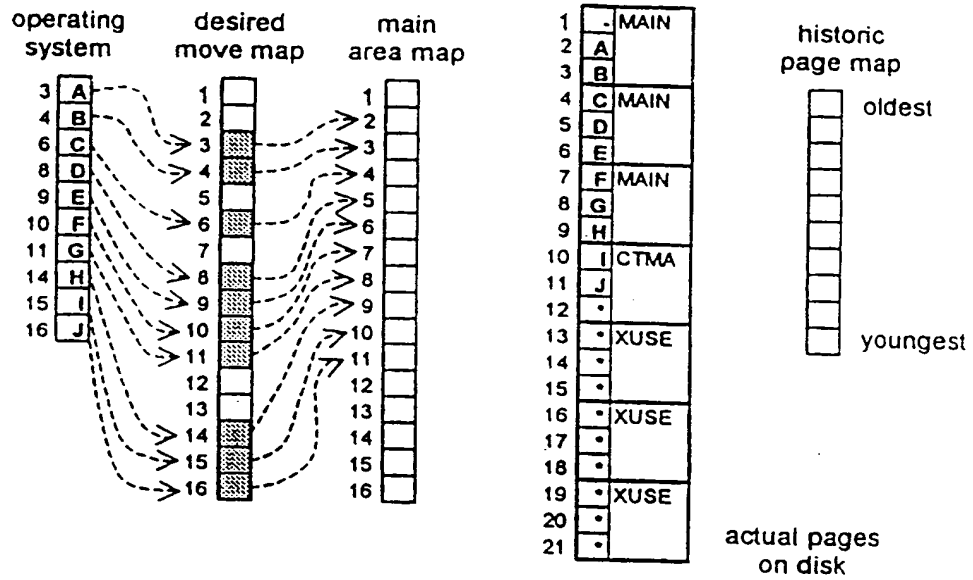 operating system
3 A
4 B
6 C
8 D
9 E
10 F
11 G
14 H
15 I
16 J
desired move map
1
2
3
4
5
6
7
8
9
10
11
12
13
14
15
16
main area map
1
2
3
4
5
6
7
8
9
10
11
12
13
14
15
16
1 - MAIN
2 A
3 B
4 C MAIN
5 D
6 E
7 F MAIN
8 G
9 H
10 I CTMA
11 J
12 *
13 * XUSE
14 *
15 *
16 * XUSE
17 *
18 *
19 * XUSE
20 *
21 *
actual pages on disk
historic page map
oldest
youngest